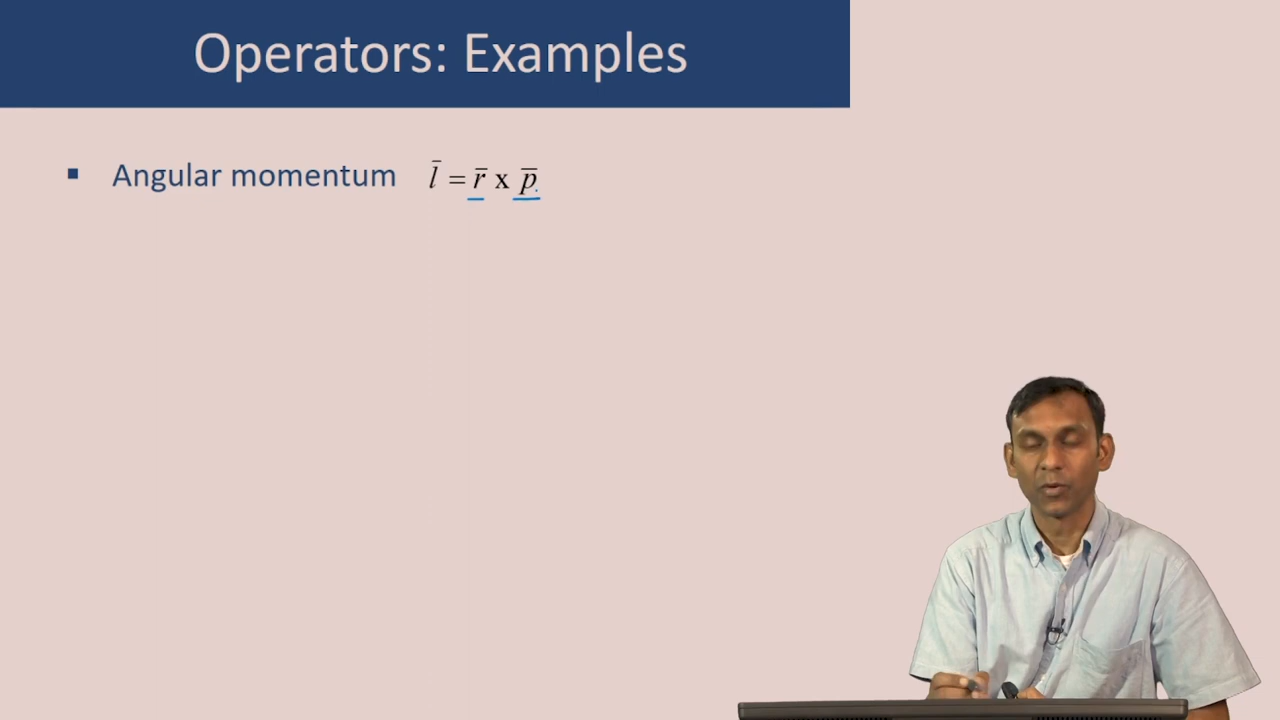 Operators: Examples
▪ Angular momentum l̄ = r̄ x p̄